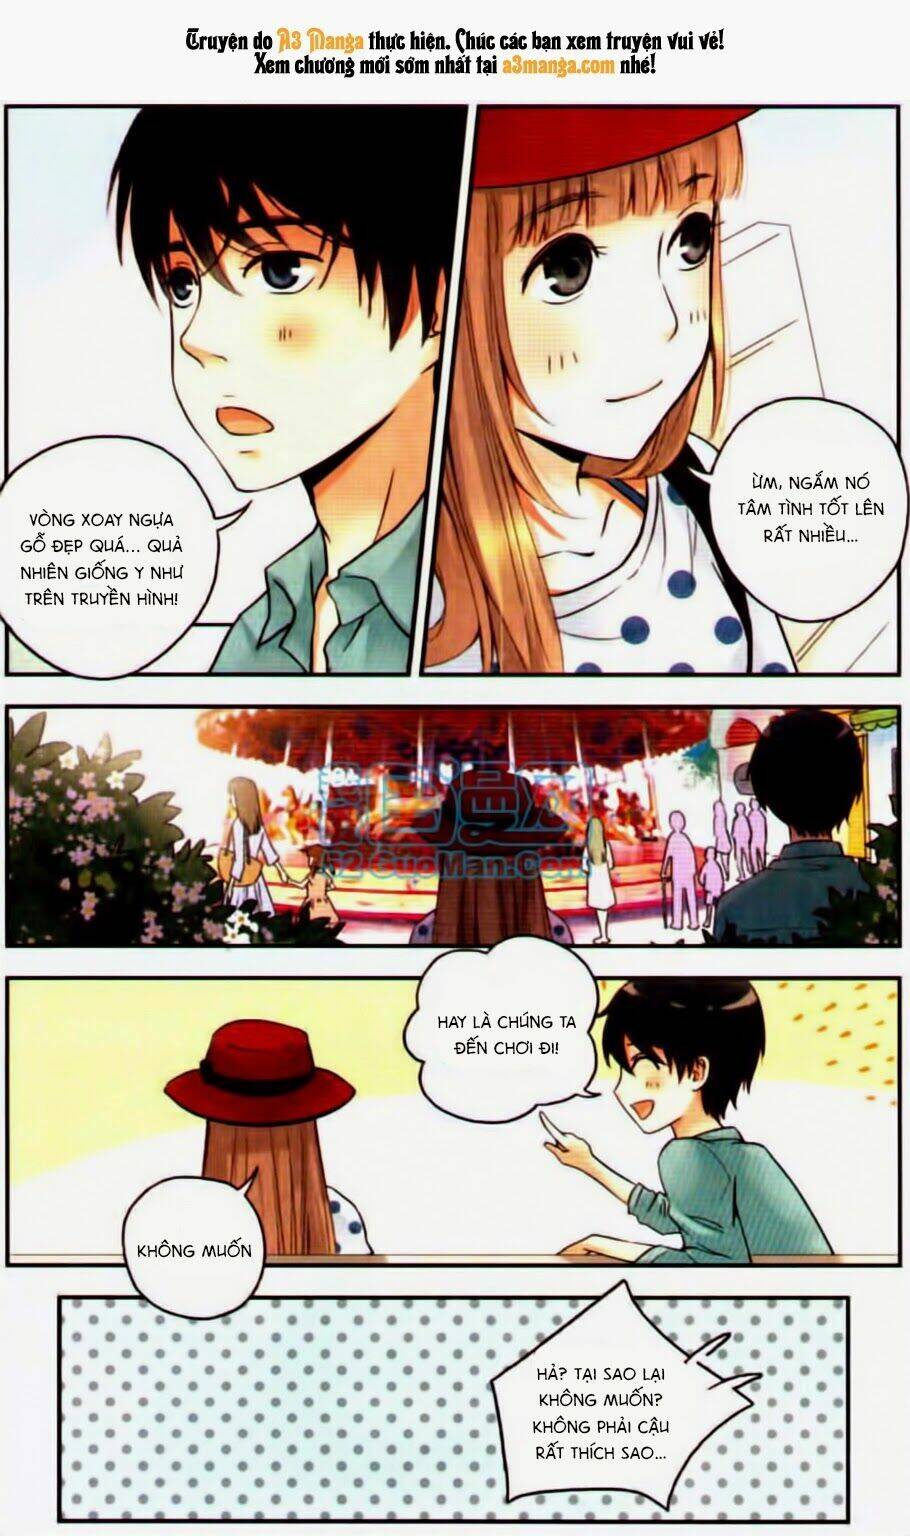 Truyện do A3 Manga thực hiện. Chúc các bạn xem truyện vui vẻ!
Xem chương mới sớm nhất tại a3manga.com nhé!
VÒNG XOAY NGỰA
GỖ ĐẸP QUÁ... QUẢ
NHIÊN GIỐNG Y NHƯ
TRÊN TRUYỀN HÌNH!
ỪM, NGẮM NÓ
TÂM TÌNH TỐT LÊN
RẤT NHIỀU...
52GuoMan.Com
HAY LÀ CHÚNG TA
ĐẾN CHƠI ĐI!
KHÔNG MUỐN
HẢ? TẠI SAO LẠI
KHÔNG MUỐN?
KHÔNG PHẢI CẬU
RẤT THÍCH SAO...